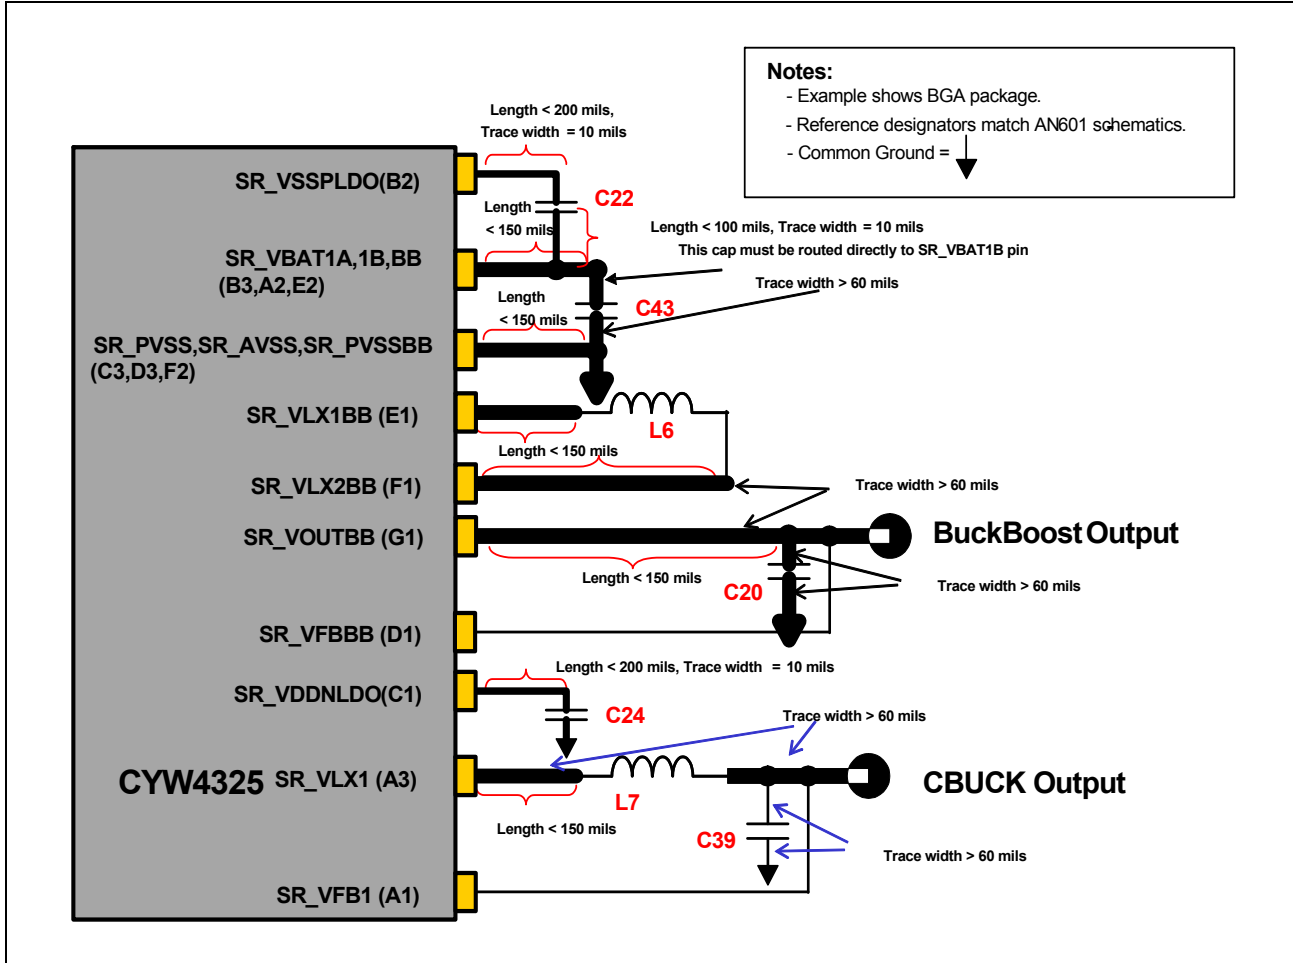 Notes:
- Example shows BGA package.
- Reference designators match AN601 schematics.
- Common Ground =
Length < 200 mils,
Trace width = 10 mils
SR_VSSPLDO(B2)
C22
Length
< 150 mils
Length < 100 mils, Trace width = 10 mils
This cap must be routed directly to SR_VBAT1B pin
SR_VBAT1A,1B,BB
(B3,A2,E2)
Trace width > 60 mils
Length
< 150 mils
C43
SR_PVSS,SR_AVSS,SR_PVSSBB
(C3,D3,F2)
SR_VLX1BB (E1)
L6
Length < 150 mils
SR_VLX2BB (F1)
Trace width > 60 mils
SR_VOUTBB (G1)
BuckBoost Output
Length < 150 mils
C20
Trace width > 60 mils
SR_VFBBB (D1)
Length < 200 mils, Trace width = 10 mils
SR_VDDNLDO(C1)
C24
Trace width > 60 mils
CYW4325
SR_VLX1 (A3)
L7
CBUCK Output
Length < 150 mils
C39
Trace width > 60 mils
SR_VFB1 (A1)